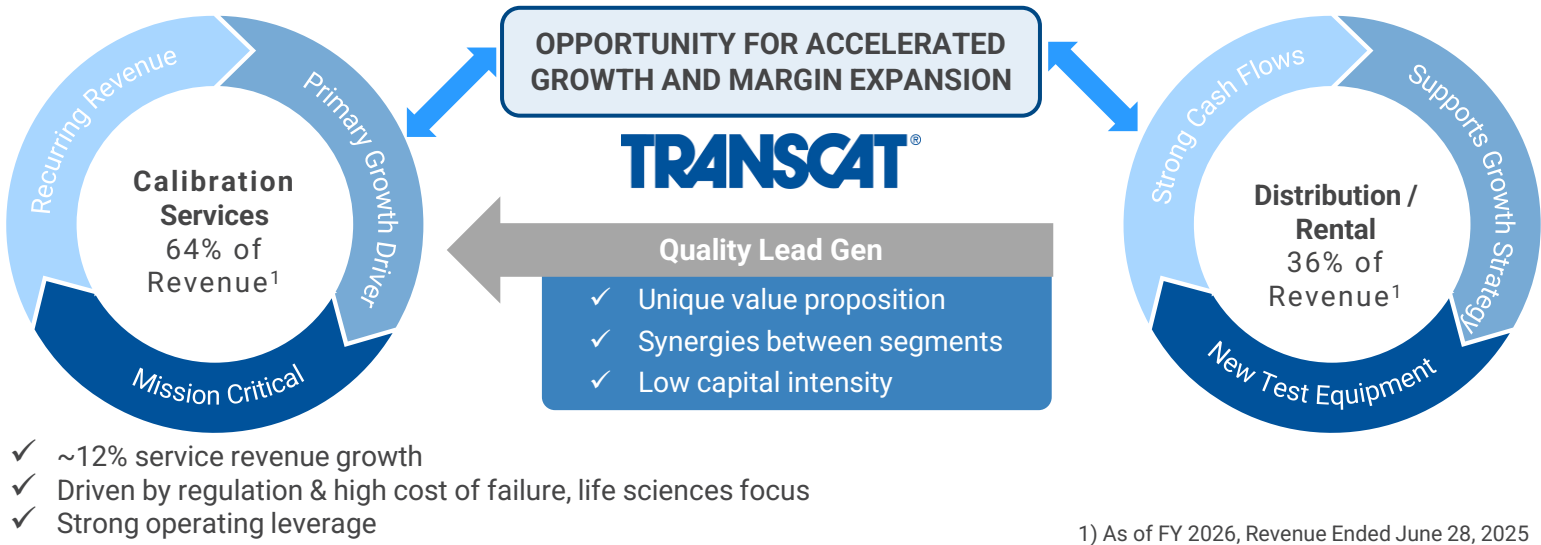 OPPORTUNITY FOR ACCELERATED
GROWTH AND MARGIN EXPANSION
TRANSCAT®
Recurring Revenue
Primary Growth Driver
Mission Critical
Calibration
Services
64% of
Revenue1
Quality Lead Gen
✓ Unique value proposition
✓ Synergies between segments
✓ Low capital intensity
Strong Cash Flows
Supports Growth Strategy
New Test Equipment
Distribution /
Rental
36% of
Revenue1
✓ ~12% service revenue growth
✓ Driven by regulation & high cost of failure, life sciences focus
✓ Strong operating leverage
1) As of FY 2026, Revenue Ended June 28, 2025